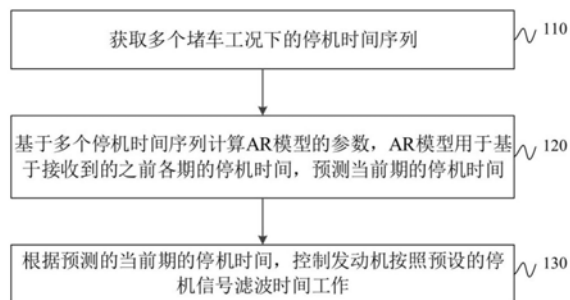 获取多个堵车工况下的停机时间序列
110
基于多个停机时间序列计算AR模型的参数，AR模型用于基
于接收到的之前各期的停机时间，预测当前期的停机时间
120
根据预测的当前期的停机时间，控制发动机按照预设的停
机信号滤波时间工作
130